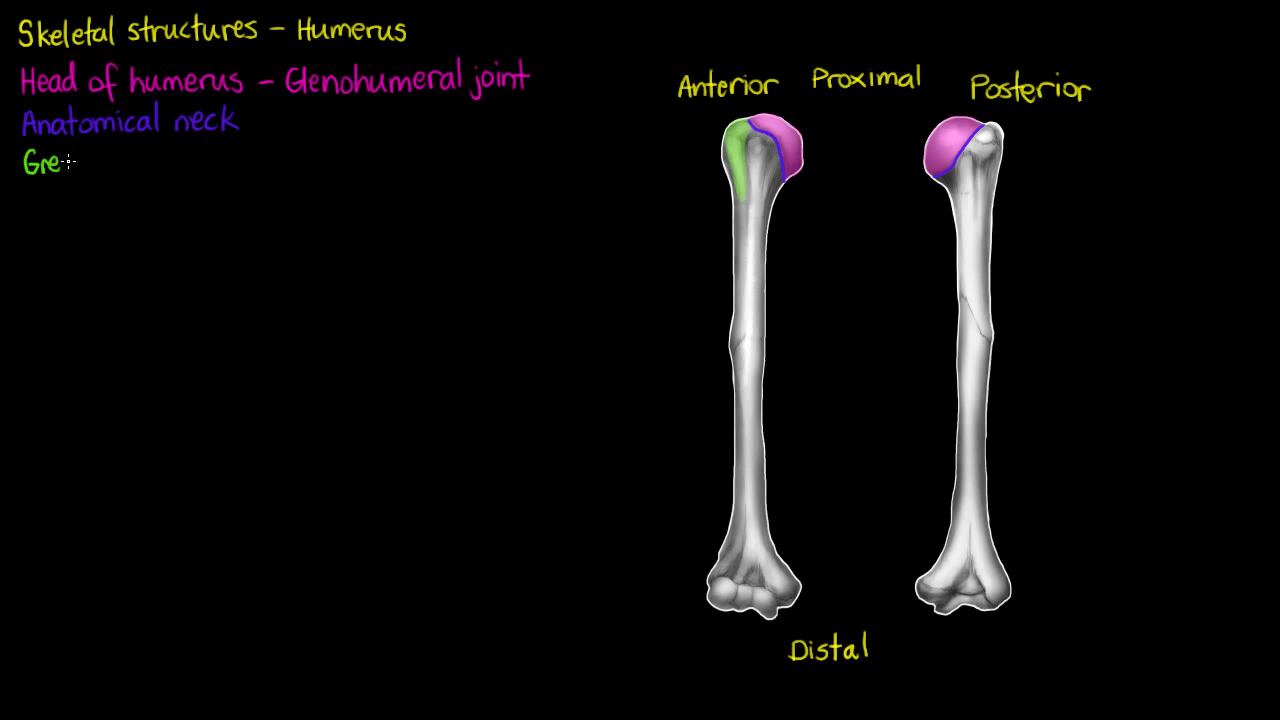 Skeletal structures - Humerus
Head of humerus - Glenohumeral joint
Anatomical neck
Gre
Anterior
Proximal
Posterior
Distal